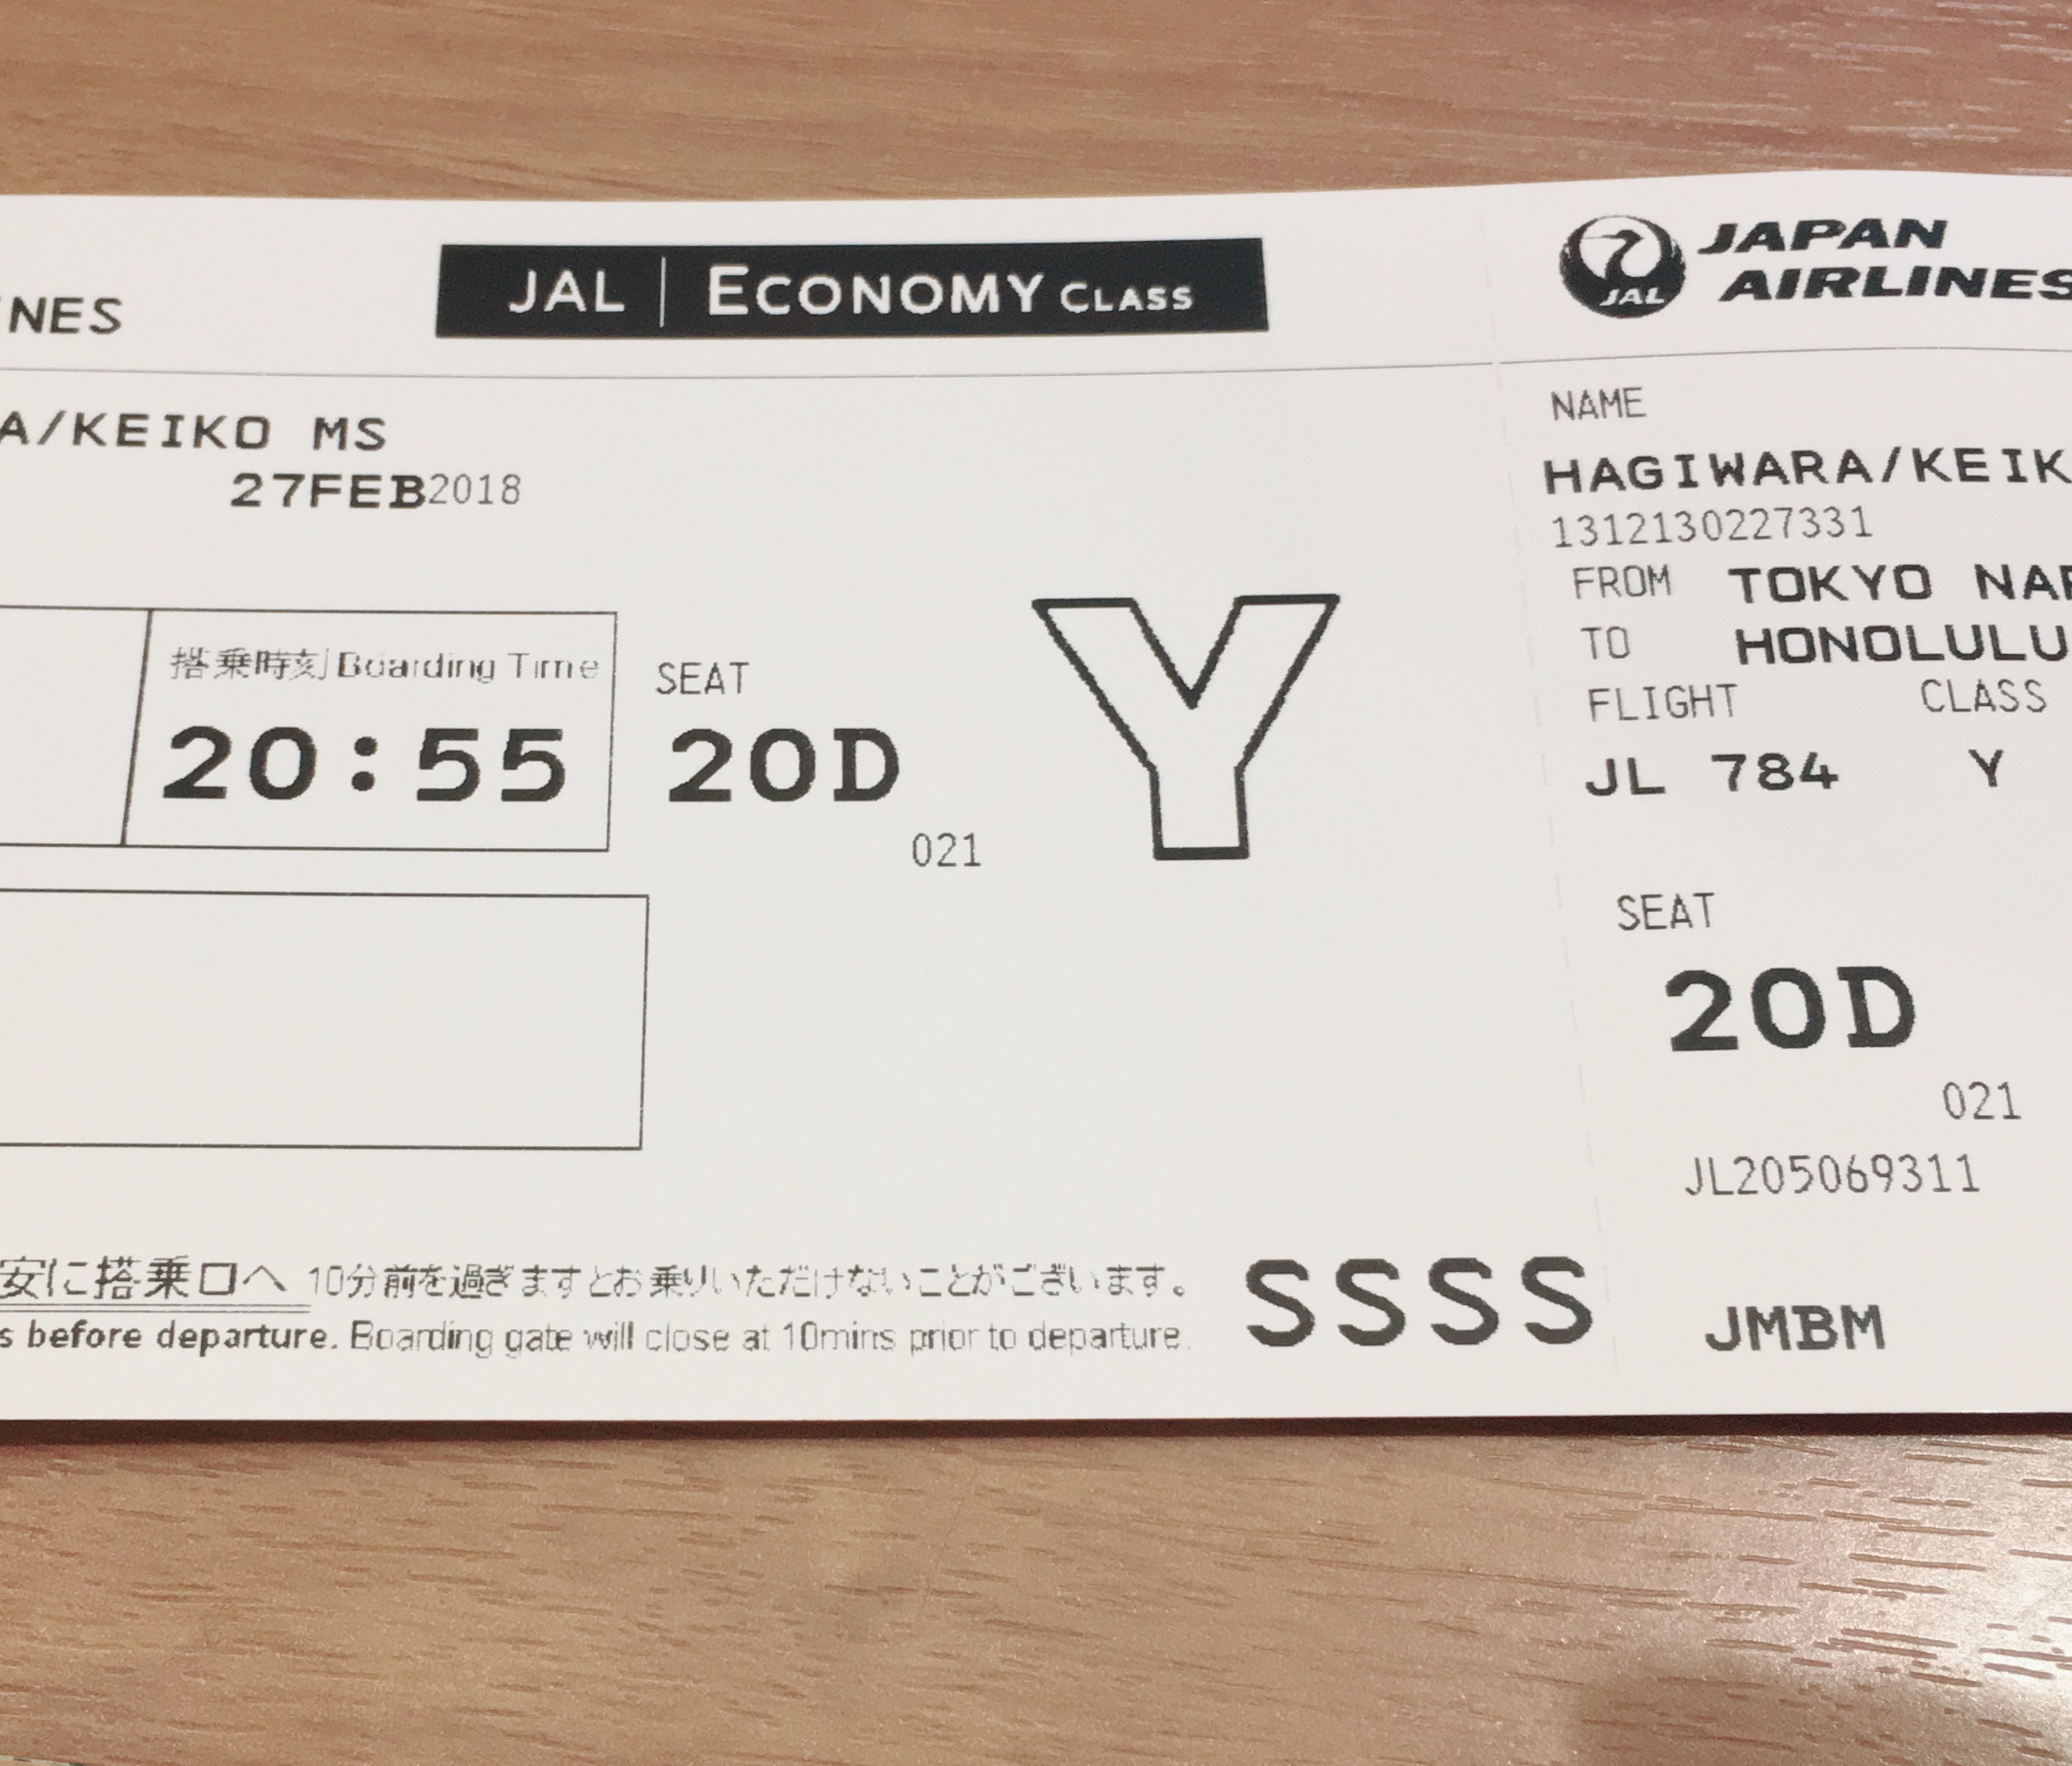 JAL | ECONOMY CLASS
NES
A/KEIKO MS
27FEB2018
搭乗時刻 Boarding Time
20:55
SEAT
20D
021
Y
安に搭乗口へ 10分前を過ぎますとお乗りいただけないことがございます。
s before departure. Boarding gate will close at 10mins prior to departure.
SSSS
JAL
JAPAN
AIRLINES
NAME
HAGIWARA/KEIK
1312130227331
FROM TOKYO NAR
TO HONOLULU
FLIGHT CLASS
JL 784 Y
SEAT
20D
021
JL205069311
JMBM